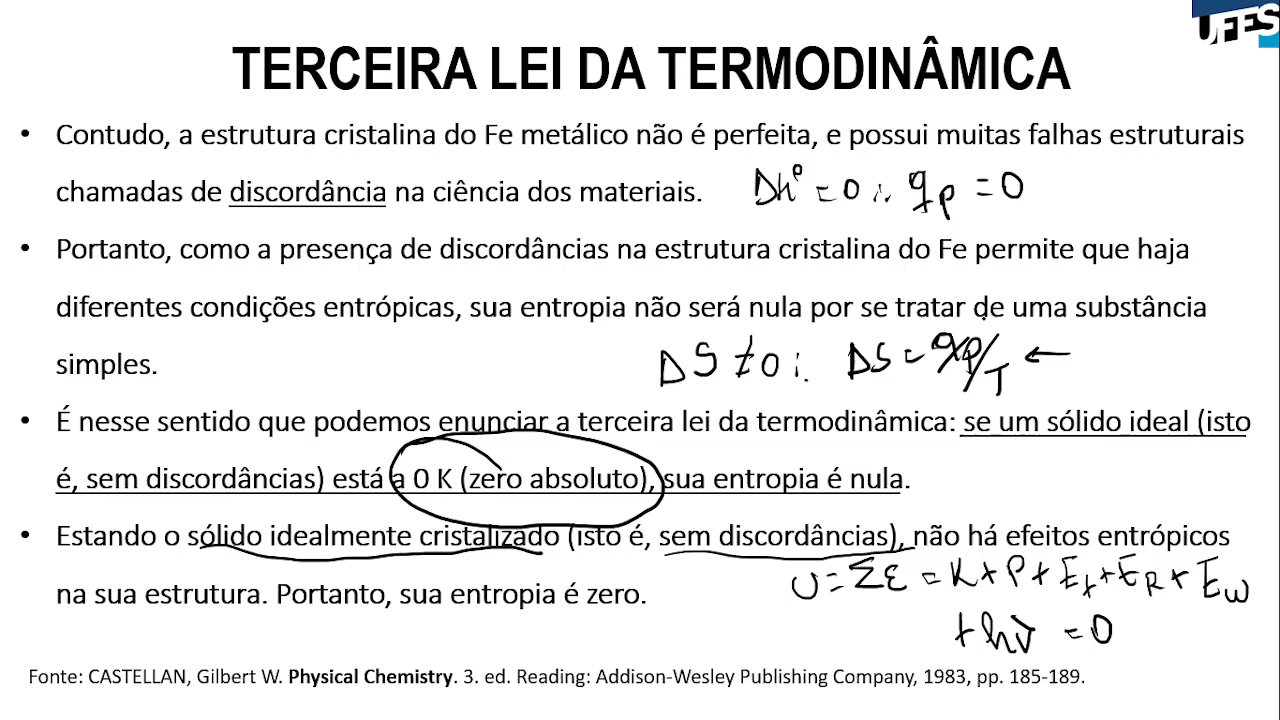 UFES
TERCEIRA LEI DA TERMODINÂMICA
• Contudo, a estrutura cristalina do Fe metálico não é perfeita, e possui muitas falhas estruturais
chamadas de discordância na ciência dos materiais. Δh° = 0 ∴ qp = 0
• Portanto, como a presença de discordâncias na estrutura cristalina do Fe permite que haja
diferentes condições entrópicas, sua entropia não será nula por se tratar de uma substância
simples. ΔS ≠ 0 ∴ ΔS = qp/T ←
• É nesse sentido que podemos enunciar a terceira lei da termodinâmica: se um sólido ideal (isto
é, sem discordâncias) está a 0 K (zero absoluto), sua entropia é nula.
• Estando o sólido idealmente cristalizado (isto é, sem discordâncias), não há efeitos entrópicos
na sua estrutura. Portanto, sua entropia é zero. U = Σε = K + P + Et + ER + Ew
+ hν = 0
Fonte: CASTELLAN, Gilbert W. Physical Chemistry. 3. ed. Reading: Addison-Wesley Publishing Company, 1983, pp. 185-189.